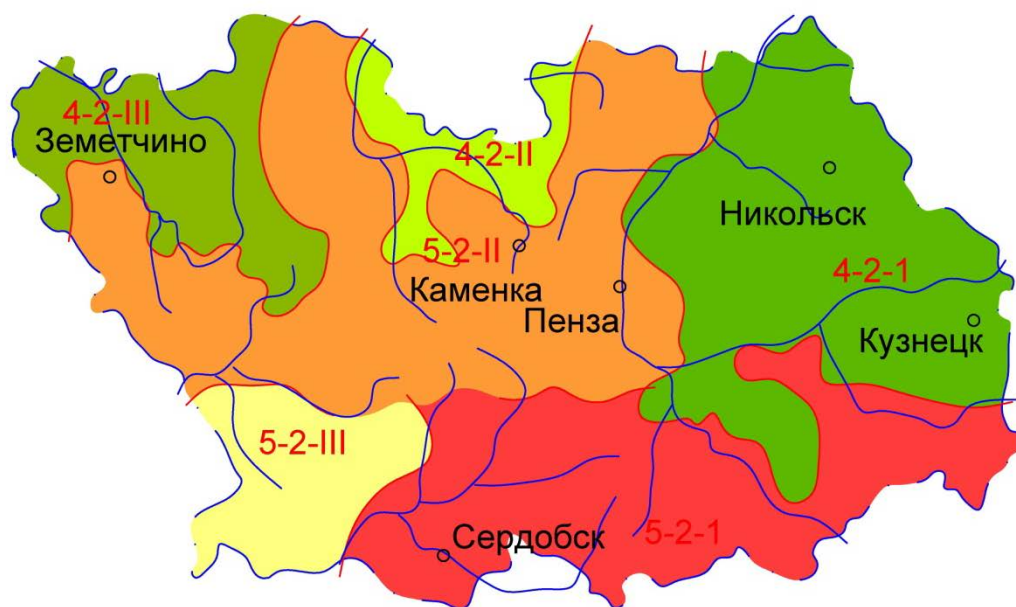 4-2-III
Земетчино
4-2-II
Никольск
5-2-II
4-2-1
Каменка
Пенза
Кузнецк
5-2-III
Сердобск
5-2-1